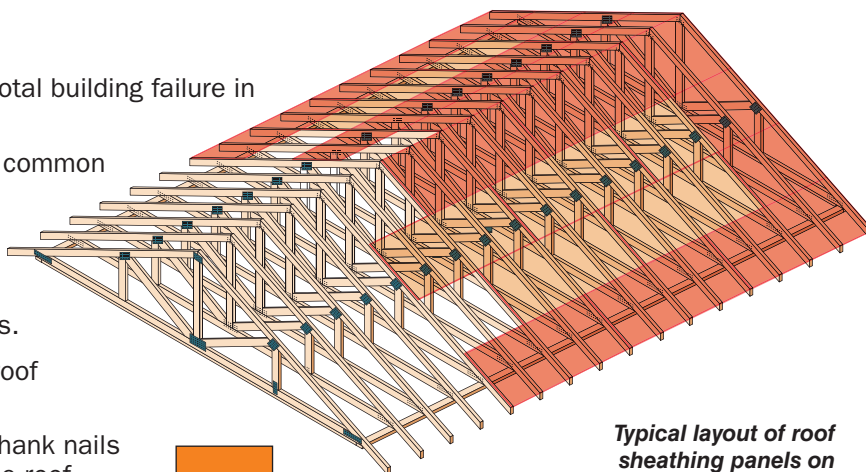 otal building failure in
common
s.
oof
hank nails
Typical layout of roof
sheathing panels on